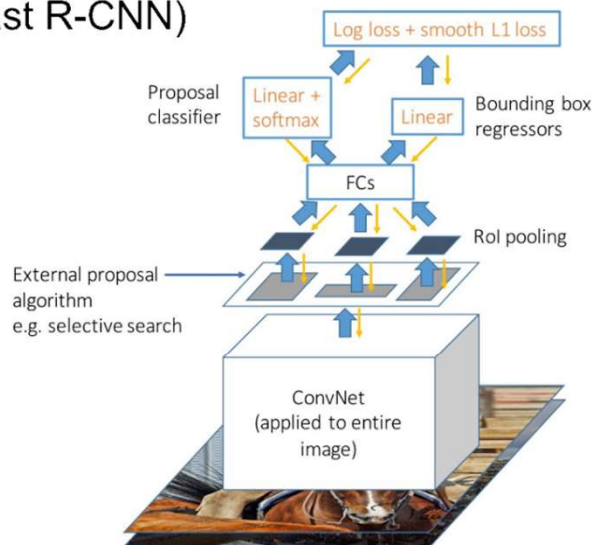 st R-CNN)
Log loss + smooth L1 loss
Proposal
classifier
Linear +
softmax
Linear
Bounding box
regressors
FCs
RoI pooling
External proposal
algorithm
e.g. selective search
ConvNet
(applied to entire
image)